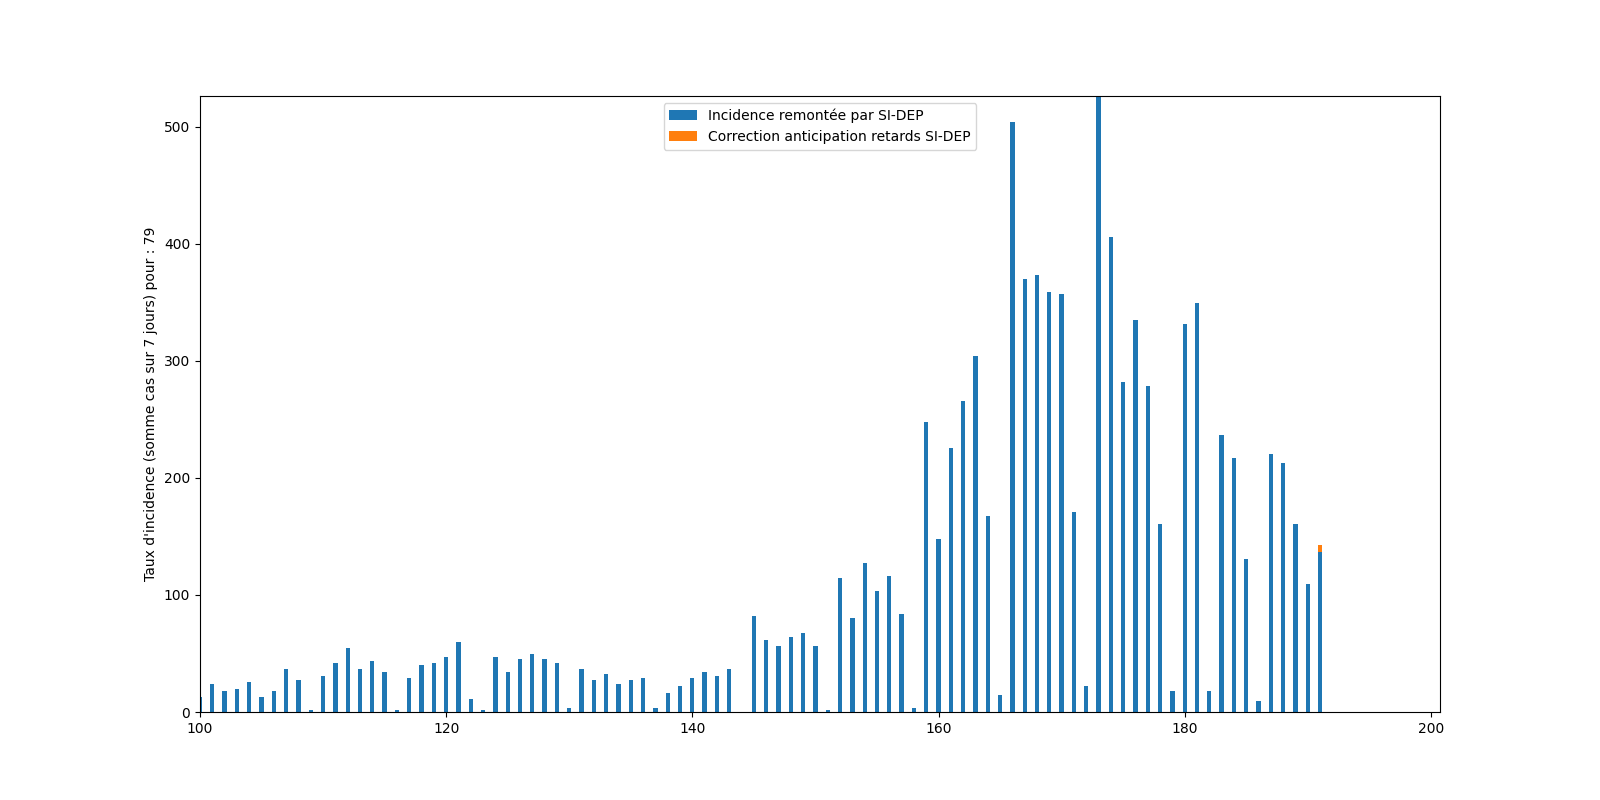 Incidence remontée par SI-DEP
Correction anticipation retards SI-DEP
Taux d'incidence (somme cas sur 7 jours) pour : 79
500
400
300
200
100
0
100 120 140 160 180 200